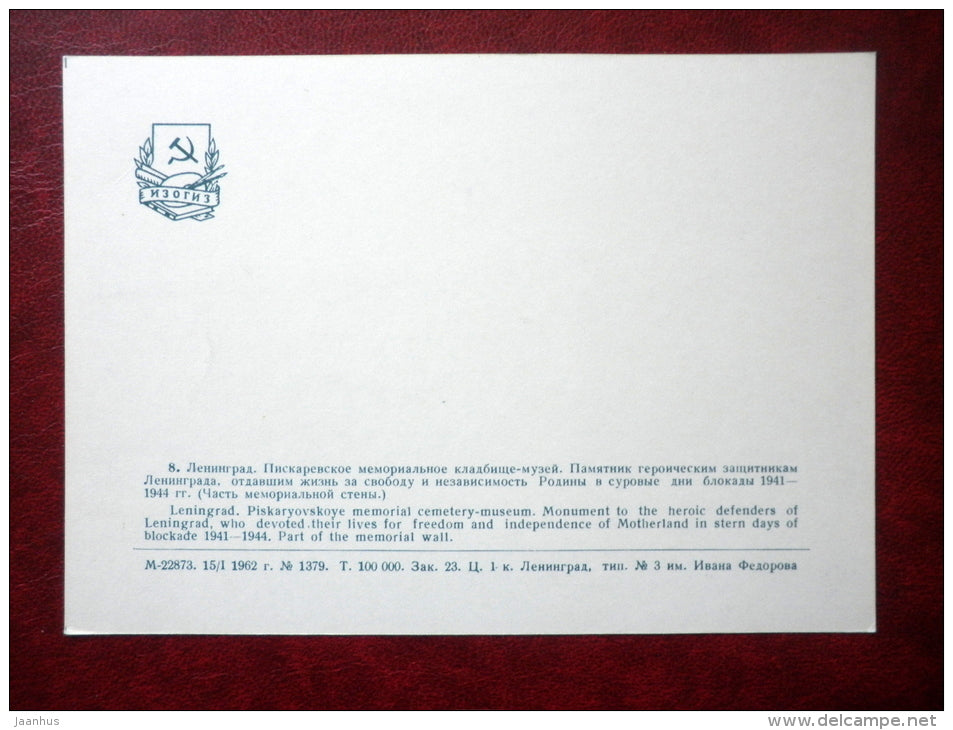 ИЗОГИЗ
8. Ленинград. Пискаревское мемориальное кладбище-музей. Памятник героическим защитникам
Ленинграда, отдавшим жизнь за свободу и независимость Родины в суровые дни блокады 1941—
1944 гг. (Часть мемориальной стены.)
Leningrad. Piskaryovskoye memorial cemetery-museum. Monument to the heroic defenders of
Leningrad, who devoted their lives for freedom and independence of Motherland in stern days of
blockade 1941—1944. Part of the memorial wall.
М-22873. 15/I 1962 г. № 1379. Т. 100 000. Зак. 23. Ц. 1 к. Ленинград, тип. № 3 им. Ивана Федорова
jaanhus
www.delcampe.net